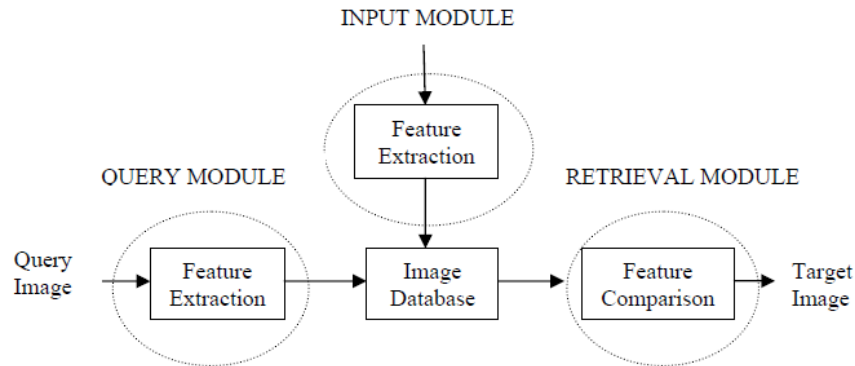 INPUT MODULE
Feature
Extraction
QUERY MODULE
RETRIEVAL MODULE
Query
Image
Feature
Extraction
Image
Database
Feature
Comparison
Target
Image